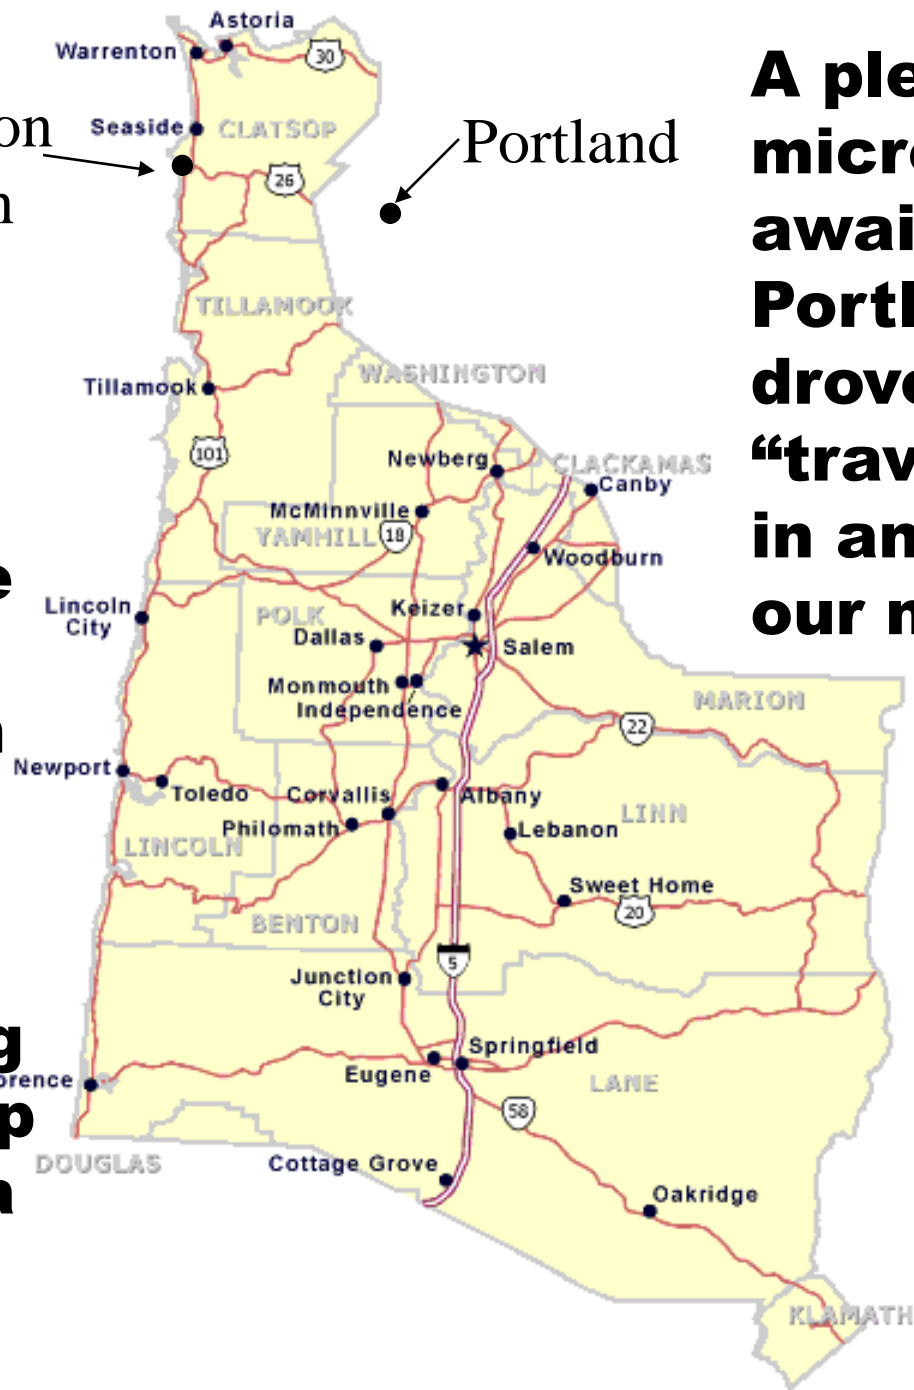 Astoria
Warrenton
30
A ple
on
Seaside
CLATSOP
Portland
micro
n
26
awai
TILLAMOOK
Portl
WASHINGTON
drove
Tillamook
101
Newberg
CLACKAMAS
“trav
Canby
McMinnville
YAMHILL
18
in an
Woodburn
e
Lincoln
City
POLK
Keizer
our n
Dallas
Salem
Monmouth
Independence
MARION
22
n
Newport
Toledo
Corvallis
Albany
LINN
Philomath
Lebanon
LINCOLN
Sweet Home
20
BENTON
5
Junction
City
g
Springfield
orence
Eugene
LANE
p
58
DOUGLAS
Cottage Grove
a
Oakridge
KLAMATH